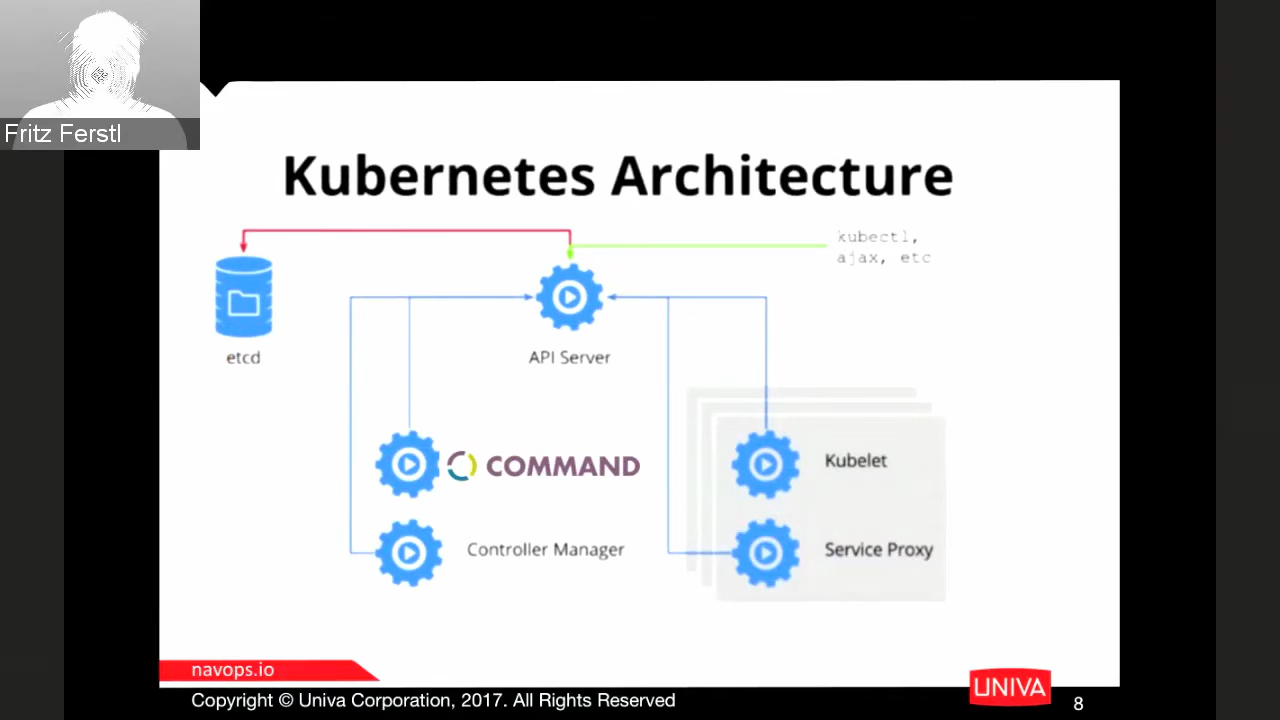 Fritz Ferstl
Kubernetes Architecture
kubectl,
ajax, etc
etcd
API Server
COMMAND
Kubelet
Controller Manager
Service Proxy
navops.io
UNIVA
Copyright © Univa Corporation, 2017. All Rights Reserved
8